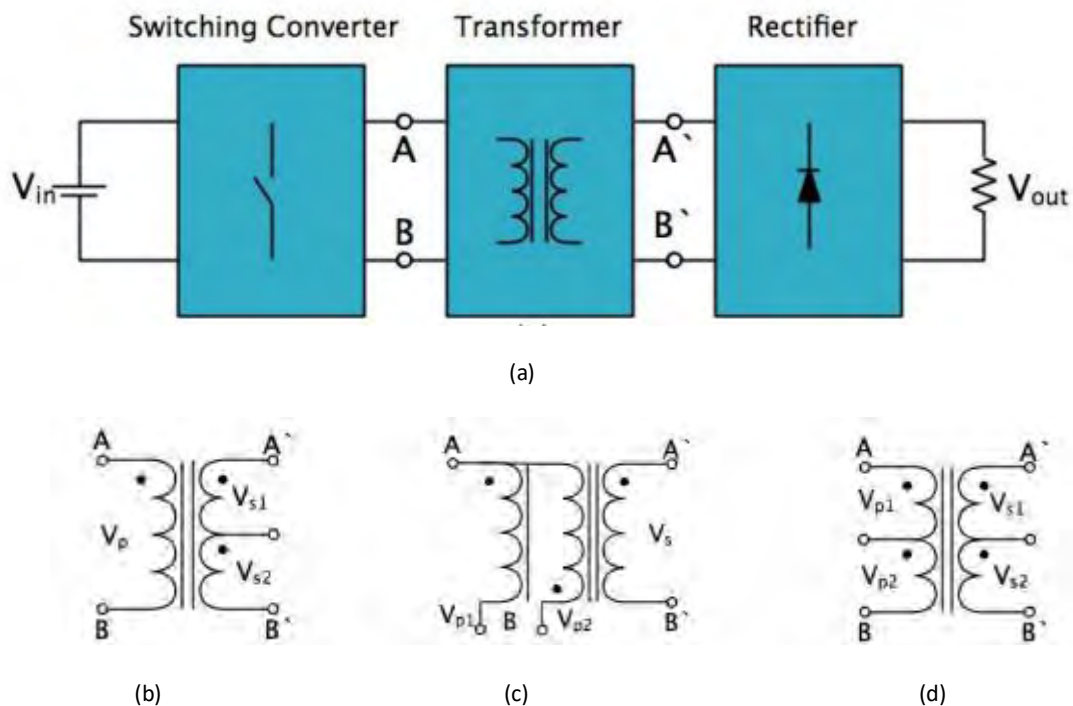 Switching Converter Transformer Rectifier
A A`
Vin Vout
B B`
(a)
A A`
Vs1
Vp
Vs2
B B`
A A`
Vs
Vp1 B Vp2 B`
A A`
Vp1 Vs1
Vp2 Vs2
B B`
(b) (c) (d)